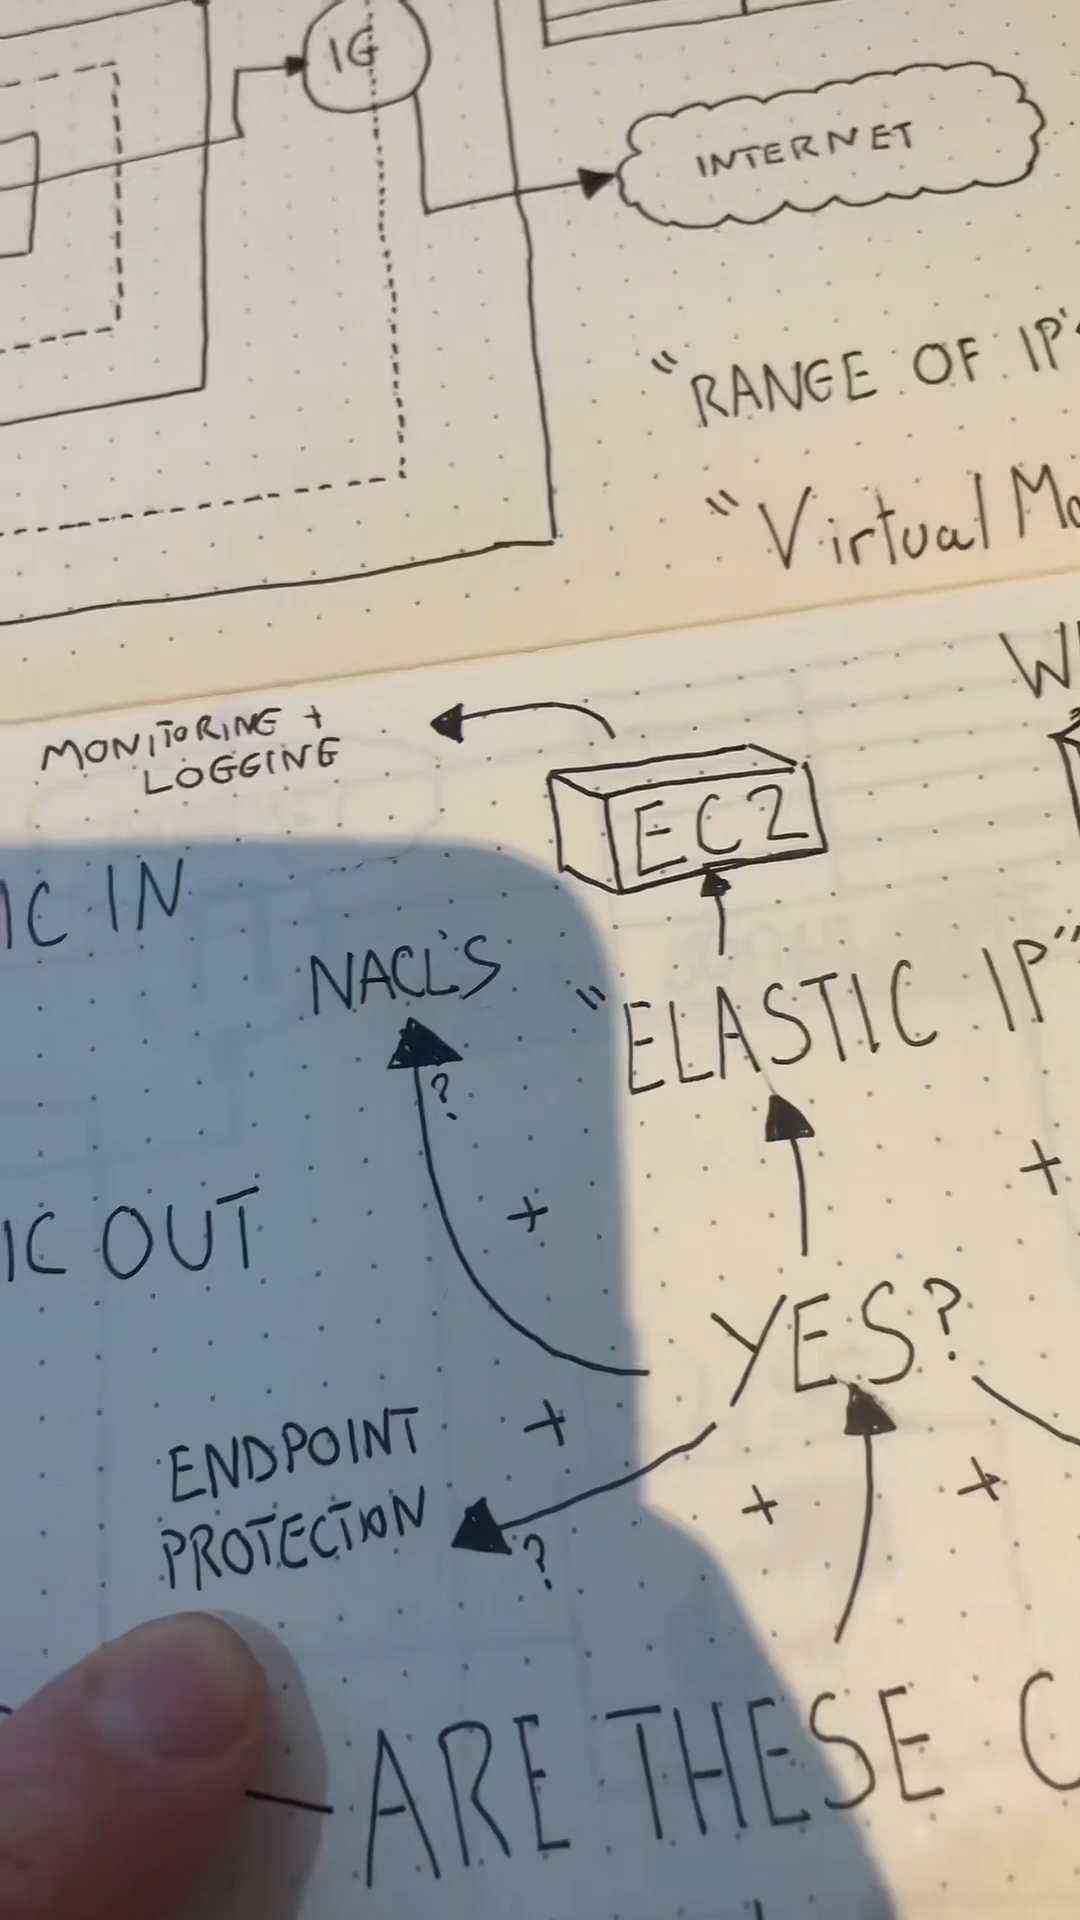 IG
INTERNET
"RANGE OF IP'
"Virtual
MONITORING +
LOGGING
EC2
IC IN
NACL'S
"ELASTIC IP"
?
+
+
IC OUT
YES?
ENDPOINT
PROTECTION
+
+
+
?
ARE THESE